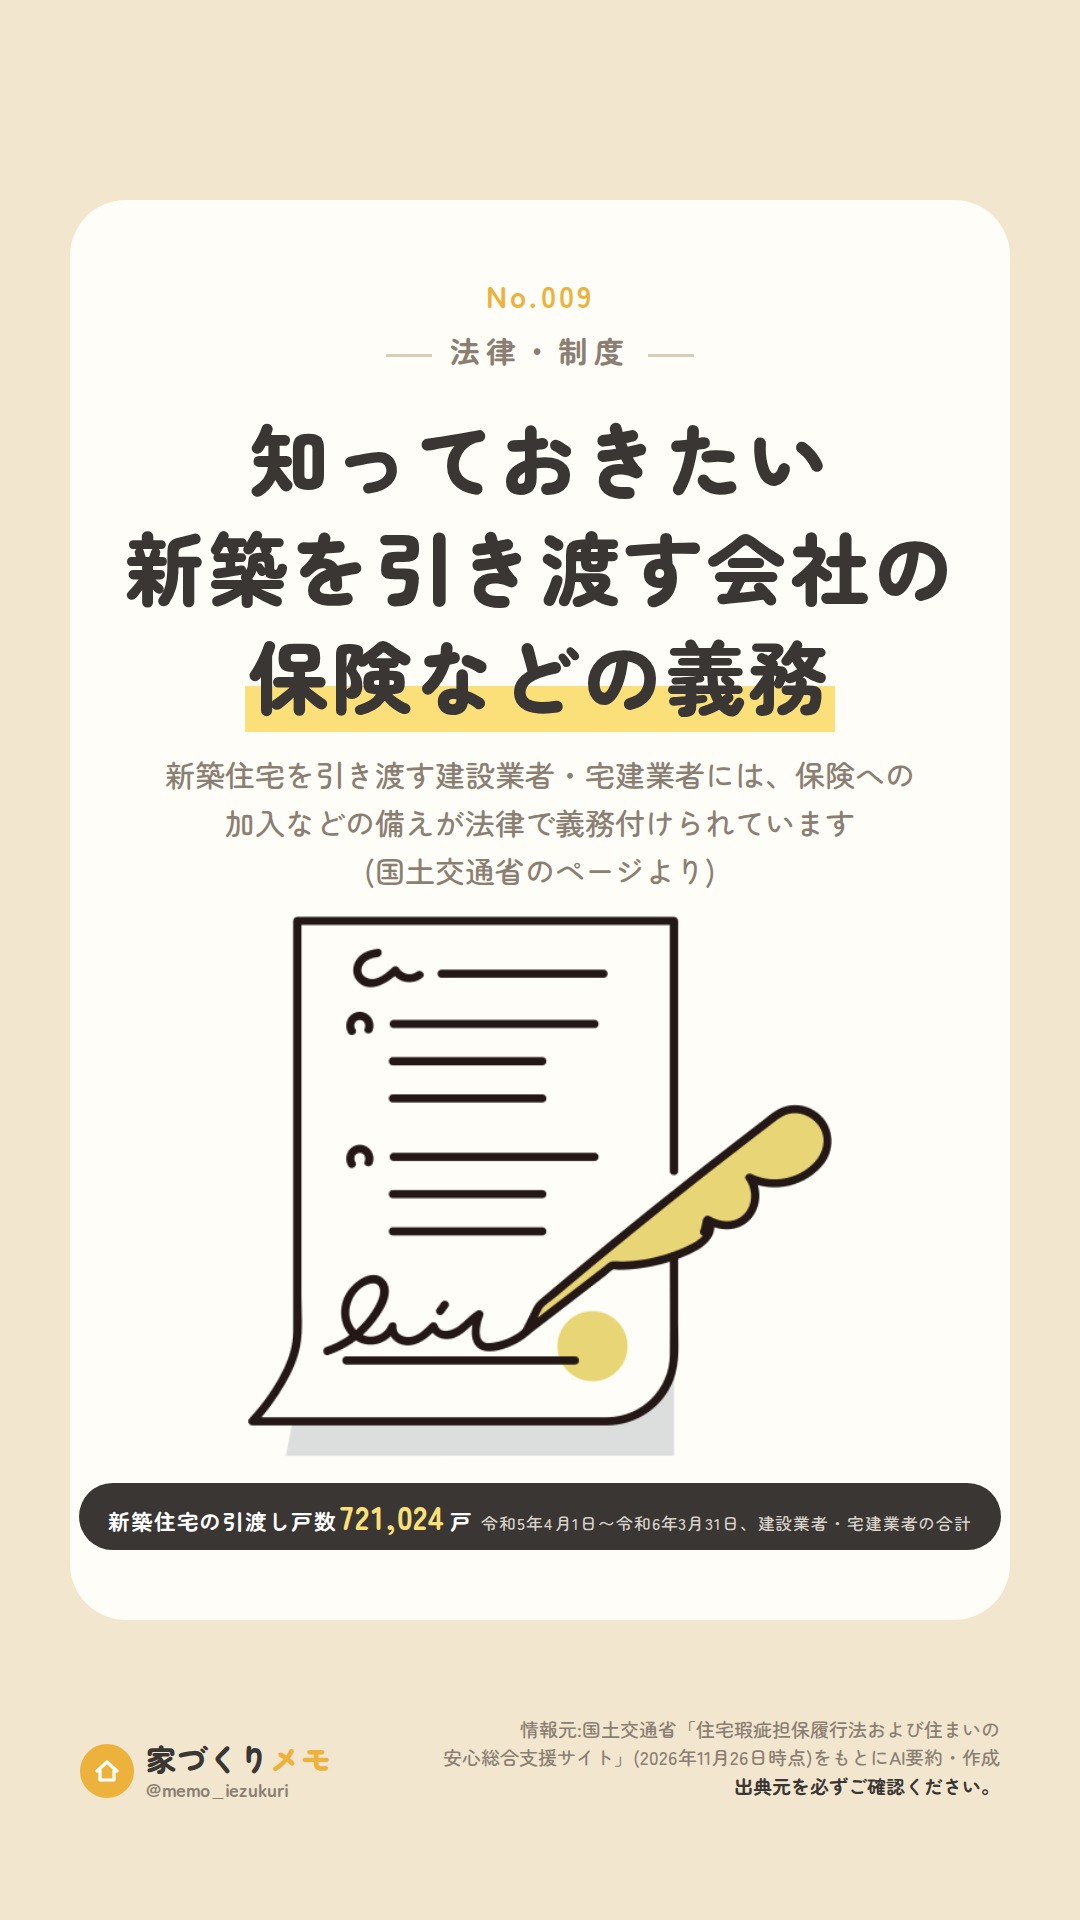 No.009
法律・制度
知っておきたい
新築を引き渡す会社の
保険などの義務
新築住宅を引き渡す建設業者・宅建業者には、保険への
加入などの備えが法律で義務付けられています
(国土交通省のページより)
新築住宅の引渡し戸数721,024戸 令和5年4月1日〜令和6年3月31日、建設業者・宅建業者の合計
情報元:国土交通省「住宅瑕疵担保履行法および住まいの
安心総合支援サイト」(2026年11月26日時点)をもとにAI要約・作成
出典元を必ずご確認ください。
家づくりメモ
@memo_iezukuri